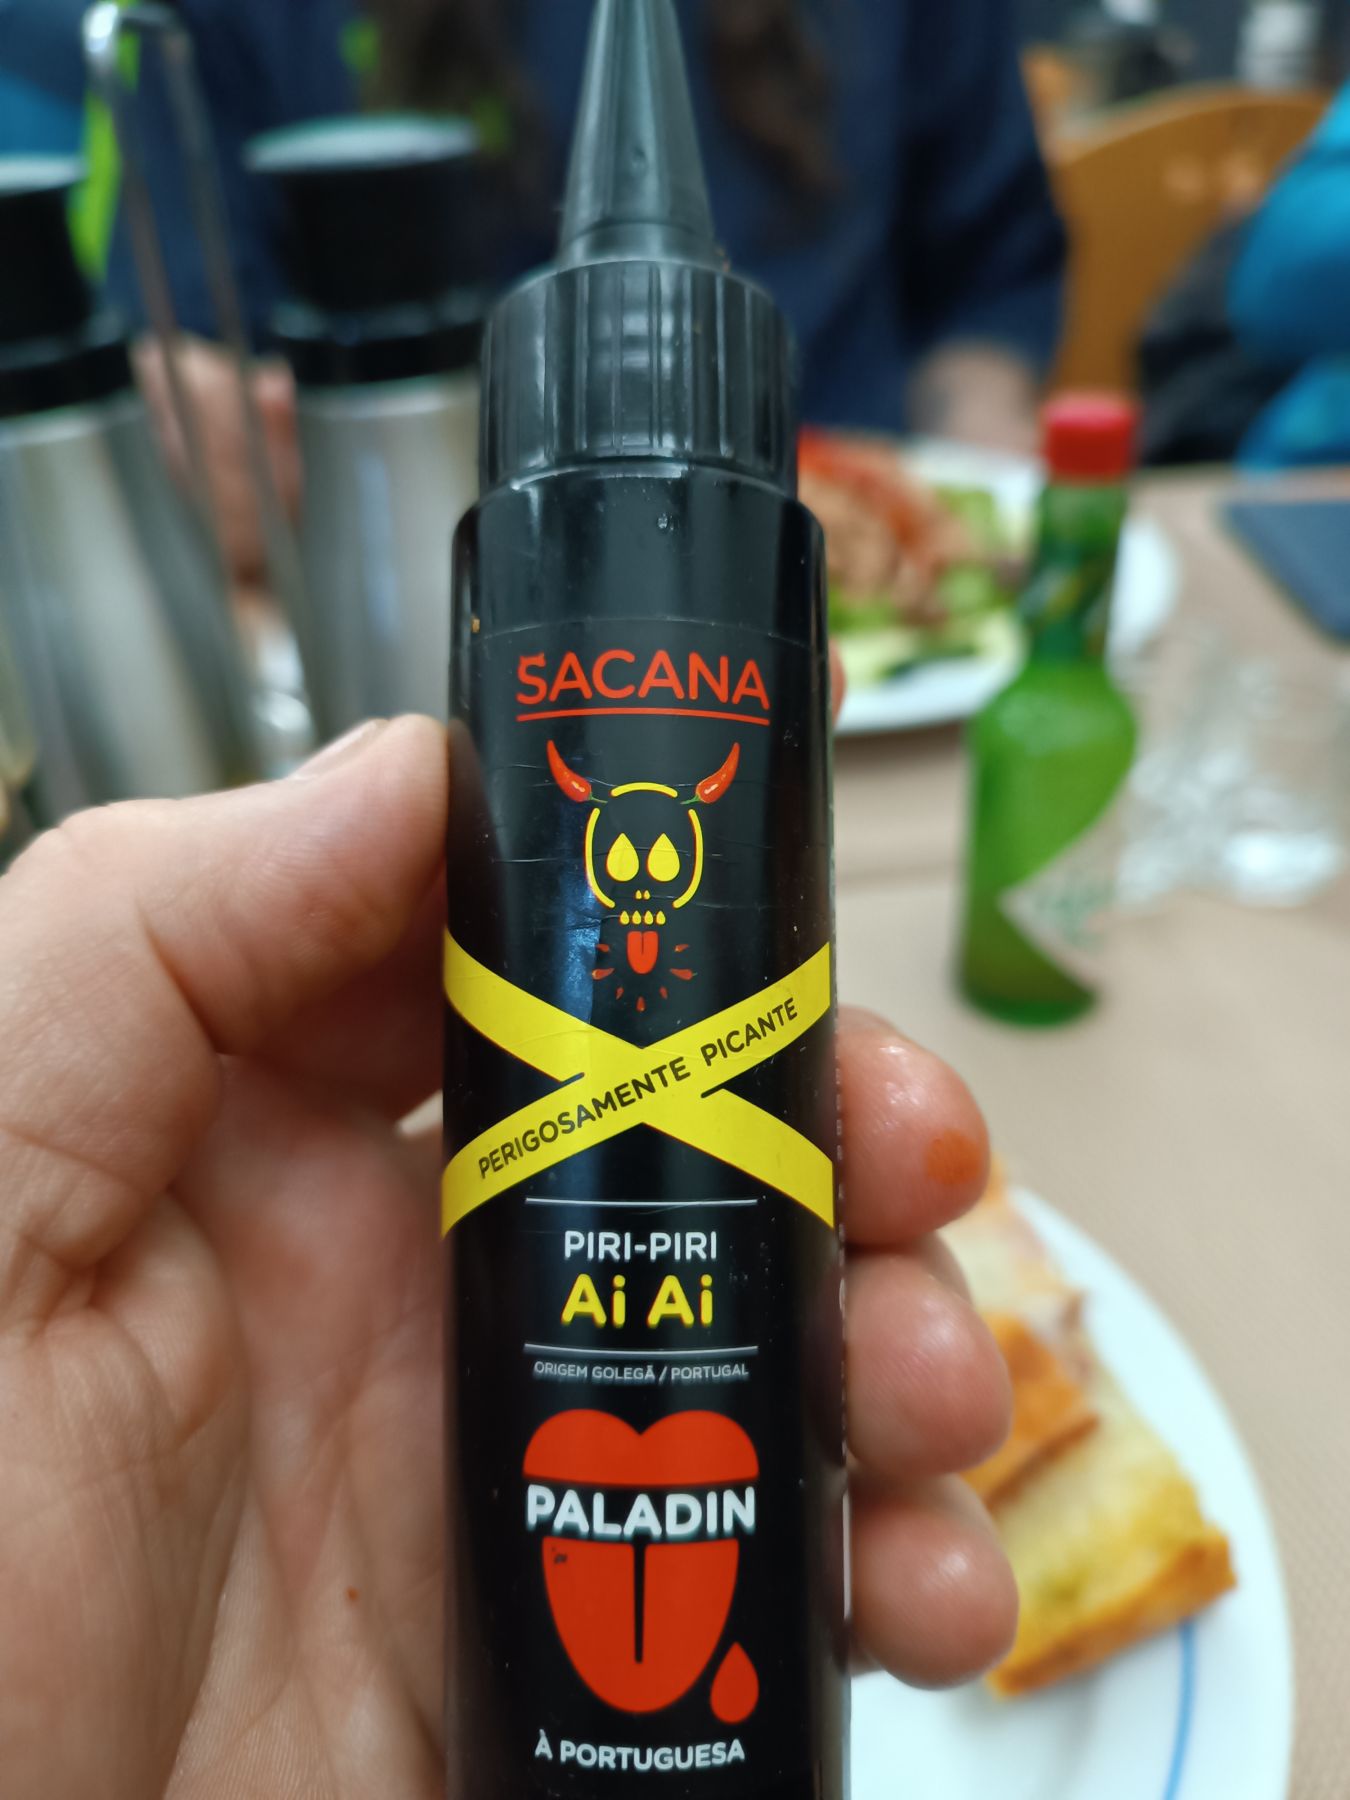 SACANA
PERIGOSAMENTE PICANTE
PIRI-PIRI
Ai Ai
ORIGEM GOLEGÃ / PORTUGAL
PALADIN
À PORTUGUESA